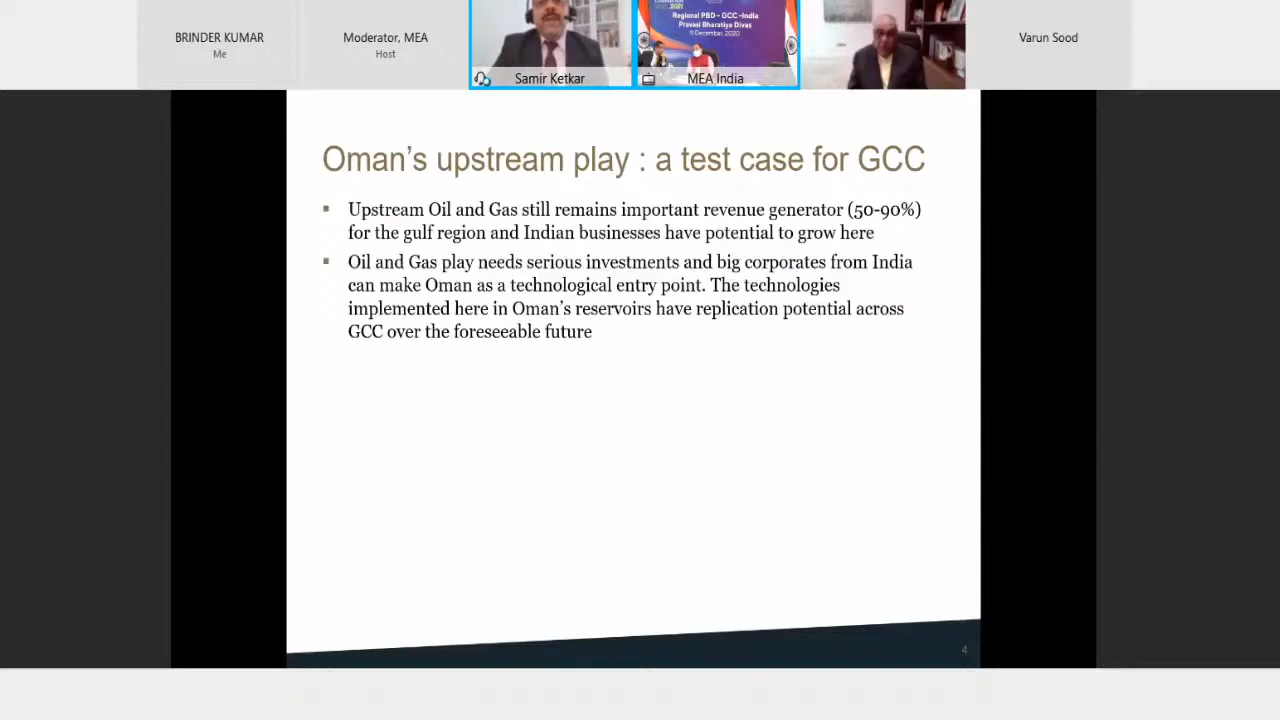 BRINDER KUMAR
Me
Moderator, MEA
Host
Samir Ketkar
2021
Regional PBD - GCC -India
Pravasi Bharatiya Divas
11 December, 2020
MEA India
Varun Sood
Oman’s upstream play : a test case for GCC
▪ Upstream Oil and Gas still remains important revenue generator (50-90%)
for the gulf region and Indian businesses have potential to grow here
▪ Oil and Gas play needs serious investments and big corporates from India
can make Oman as a technological entry point. The technologies
implemented here in Oman’s reservoirs have replication potential across
GCC over the foreseeable future
4